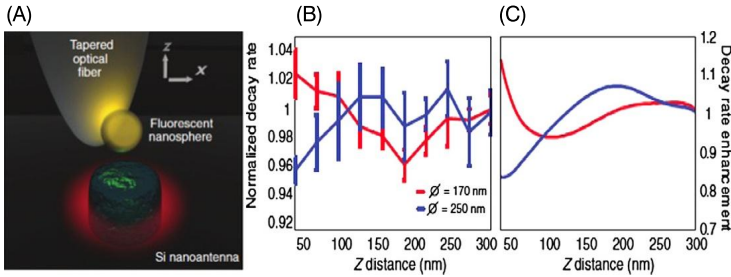 (A)
Tapered
optical
fiber
z
x
Fluorescent
nanosphere
Si nanoantenna
(B)
Normalized decay rate
1.04
1.02
1
0.98
0.96
0.94
0.92
Ø = 170 nm
Ø = 250 nm
50 100 150 200 250 300
Z distance (nm)
(C)
1.2
1.1
1
0.9
0.8
0.7
Decay rate enhancement
50 100 150 200 250 300
Z distance (nm)